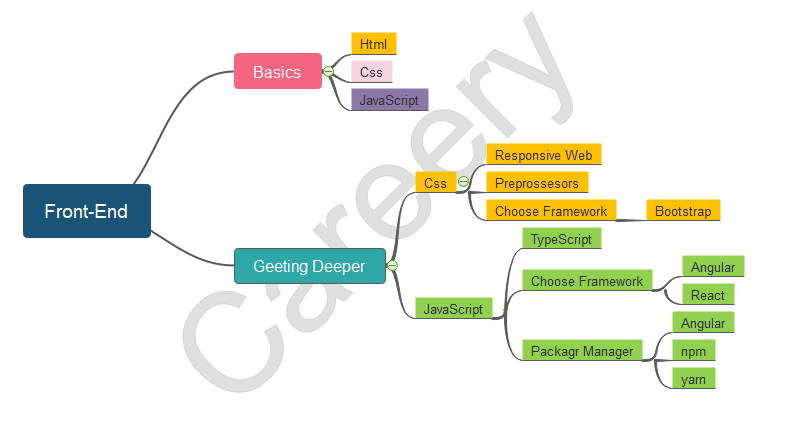 Front-End
Basics
Html
Css
JavaScript
Geeting Deeper
Css
Responsive Web
Preprossesors
Choose Framework
Bootstrap
JavaScript
TypeScript
Choose Framework
Angular
React
Packagr Manager
Angular
npm
yarn
Careery